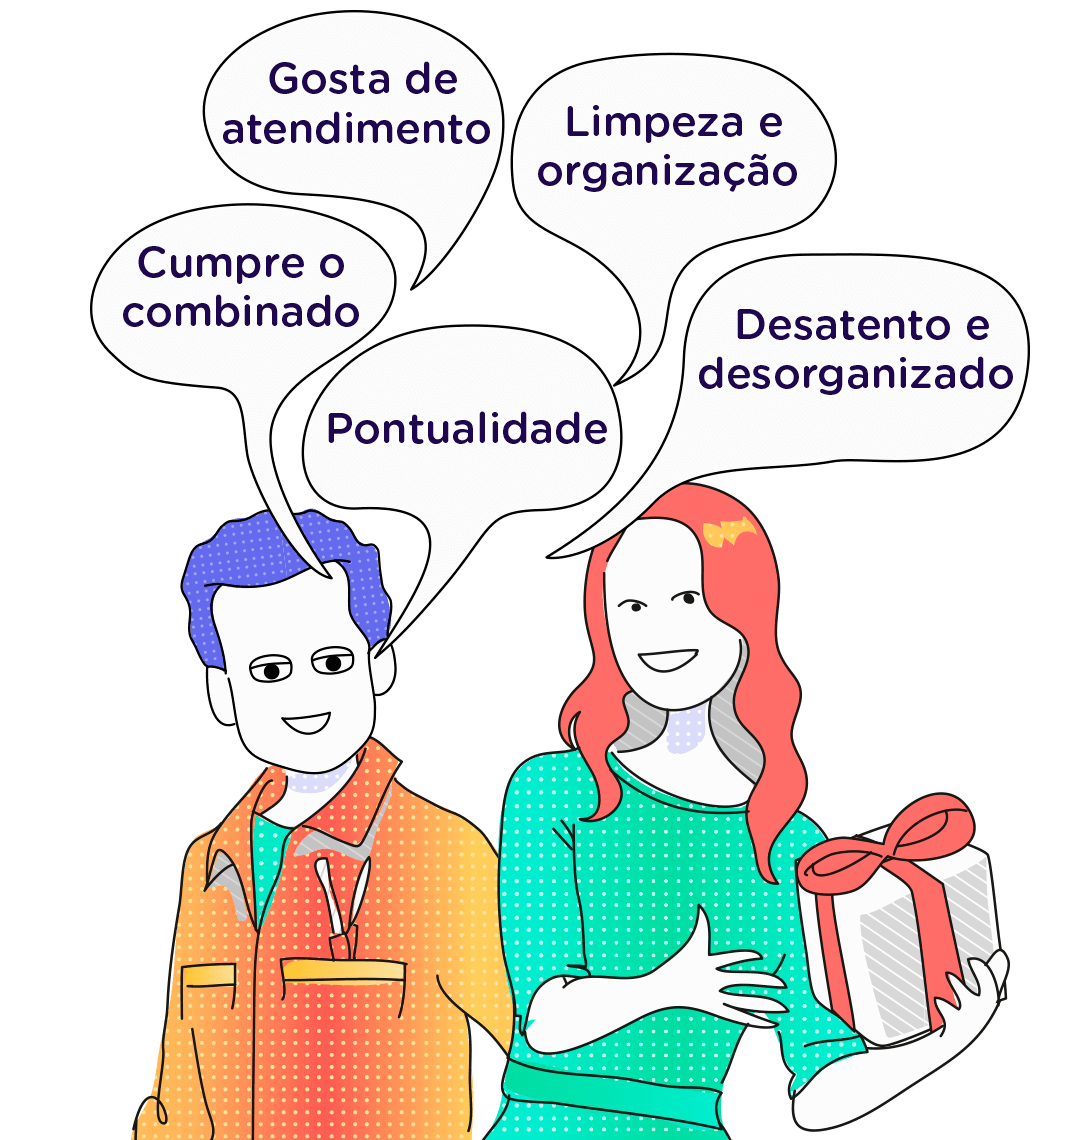 Gosta de
atendimento
Limpeza e
organização
Cumpre o
combinado
Desatento e
desorganizado
Pontualidade